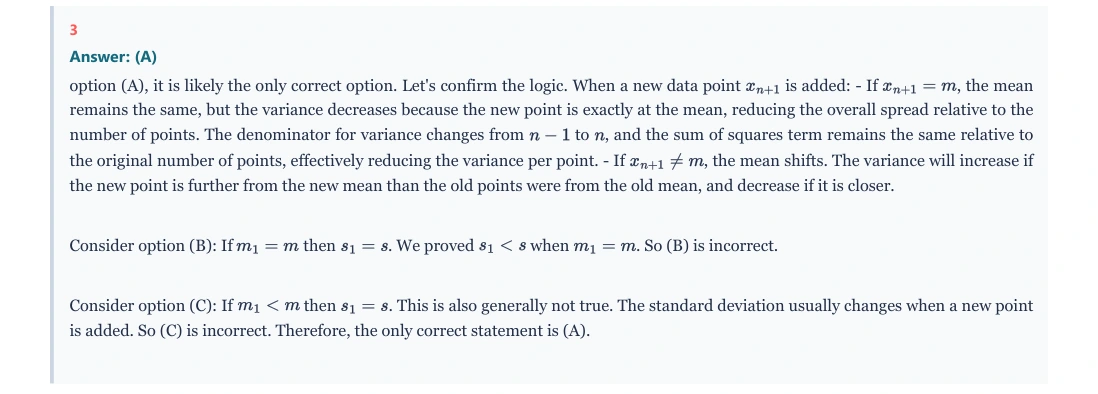 3
Answer: (A)
option (A), it is likely the only correct option. Let's confirm the logic. When a new data point xₙ₊₁ is added: - If xₙ₊₁ = m, the mean
remains the same, but the variance decreases because the new point is exactly at the mean, reducing the overall spread relative to the
number of points. The denominator for variance changes from n − 1 to n, and the sum of squares term remains the same relative to
the original number of points, effectively reducing the variance per point. - If xₙ₊₁ ≠ m, the mean shifts. The variance will increase if
the new point is further from the new mean than the old points were from the old mean, and decrease if it is closer.
Consider option (B): If m₁ = m then s₁ = s. We proved s₁ < s when m₁ = m. So (B) is incorrect.
Consider option (C): If m₁ < m then s₁ = s. This is also generally not true. The standard deviation usually changes when a new point
is added. So (C) is incorrect. Therefore, the only correct statement is (A).